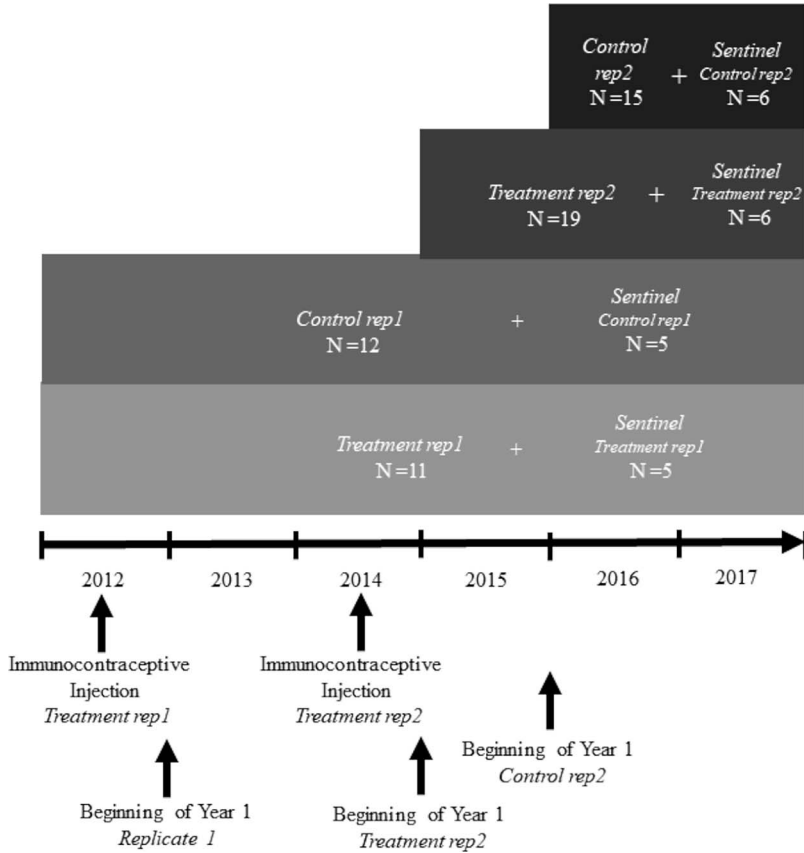 Control
rep2
N=15
+
Sentinel
Control rep2
N=6
Treatment rep2
N=19
+
Sentinel
Treatment rep2
N=6
Control rep1
N=12
+
Sentinel
Control rep1
N=5
Treatment rep1
N=11
+
Sentinel
Treatment rep1
N=5
2012 2013 2014 2015 2016 2017
Immunocontraceptive
Injection
Treatment rep1
Immunocontraceptive
Injection
Treatment rep2
Beginning of Year 1
Control rep2
Beginning of Year 1
Replicate 1
Beginning of Year 1
Treatment rep2